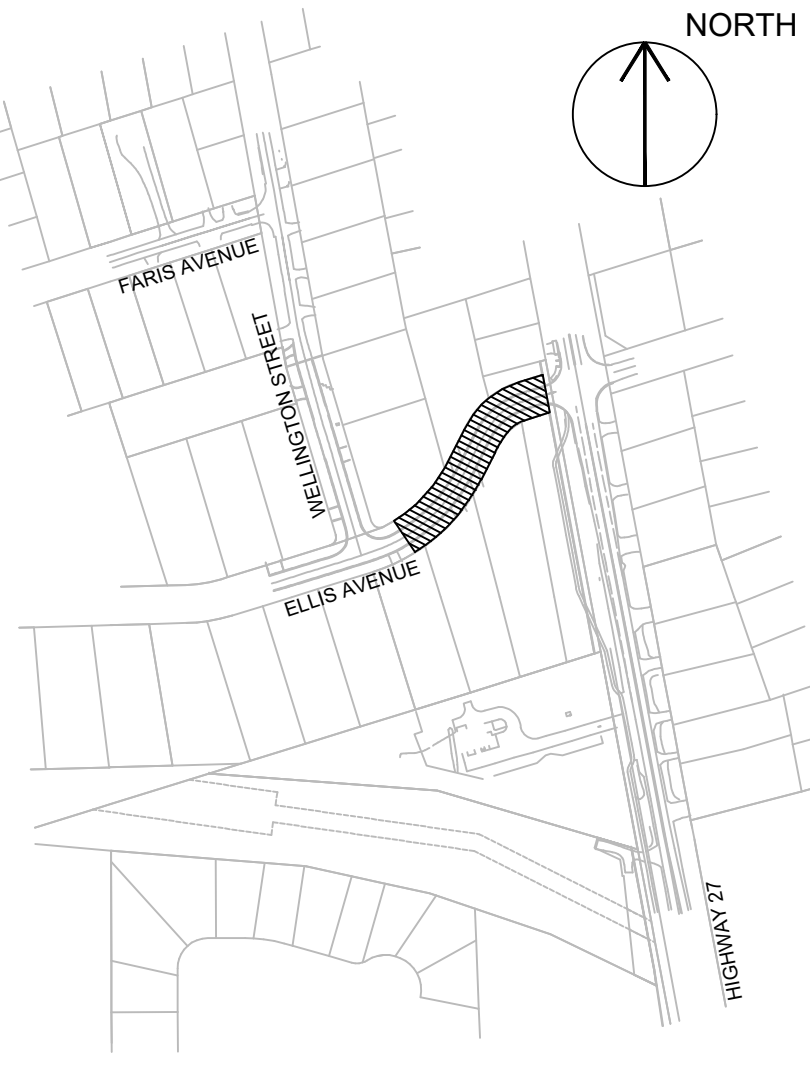 NORTH
FARIS AVENUE
WELLINGTON STREET
ELLIS AVENUE
HIGHWAY 27